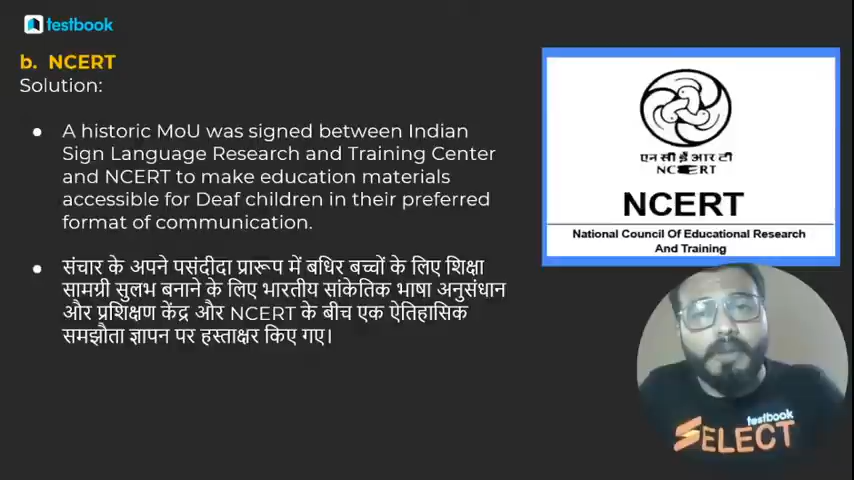 testbook
b. NCERT
Solution:
● A historic MoU was signed between Indian
Sign Language Research and Training Center
and NCERT to make education materials
accessible for Deaf children in their preferred
format of communication.
● संचार के अपने पसंदीदा प्रारूप में बधिर बच्चों के लिए शिक्षा
सामग्री सुलभ बनाने के लिए भारतीय सांकेतिक भाषा अनुसंधान
और प्रशिक्षण केंद्र और NCERT के बीच एक ऐतिहासिक
समझौता ज्ञापन पर हस्ताक्षर किए गए।
एन सी ई आर टी
NCERT
NCERT
National Council Of Educational Research
And Training
testbook
SELECT